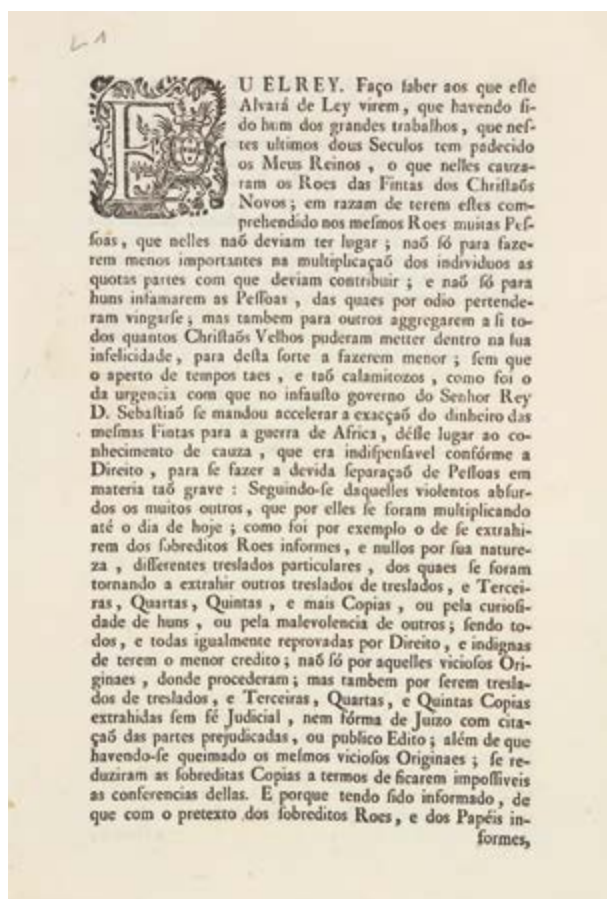 L 1
EU ELREY. Faço ſaber aos que eſte
Alvará de Ley virem, que havendo ſi-
do hum dos grandes trabalhos, que neſ-
tes ultimos dous Seculos tem padecido
os Meus Reinos, o que nelles cauza-
ram os Roes das Fintas dos Chriſtaõs
Novos; em razam de terem eſtes com-
prehendido nos meſmos Roes muitas Peſ-
ſoas, que nelles naõ deviam ter lugar; naõ ſó para faze-
rem menos importantes na multiplicaçaõ dos individuos as
quotas partes com que deviam contribuir; e naõ ſó para
huns infamarem as Peſſoas, das quaes por odio pertende-
ram vingarſe; mas tambem para outros aggregarem a ſi to-
dos quantos Chriſtaõs Velhos puderam metter dentro na ſua
infelicidade, para deſta ſorte a fazerem menor; ſem que
o aperto de tempos taes, e taõ calamitozos, como foi o
da urgencia com que no infauſto governo do Senhor Rey
D. Sebaſtiaõ ſe mandou accelerar a exacçaõ do dinheiro das
meſmas Fintas para a guerra de Africa, déſſe lugar ao co-
nhecimento de cauza, que era indiſpenſavel confórme a
Direito, para ſe fazer a devida ſeparaçaõ de Peſſoas em
materia taõ grave: Seguindo-ſe daquelles violentos abſur-
dos os muitos outros, que por elles ſe foram multiplicando
até o dia de hoje; como foi por exemplo o de ſe extrahi-
rem dos ſobreditos Roes informes, e nullos por ſua nature-
za, differentes treslados particulares, dos quaes ſe foram
tornando a extrahir outros treslados de treslados, e Tercei-
ras, Quartas, Quintas, e mais Copias, ou pela curioſi-
dade de huns, ou pela malevolencia de outros; ſendo to-
dos, e todas igualmente reprovadas por Direito, e indignas
de terem o menor credito; naõ ſó por aquelles vicioſos Ori-
ginaes, donde procederam; mas tambem por ſerem tresla-
dos de treslados, e Terceiras, Quartas, e Quintas Copias
extrahidas ſem fé Judicial, nem fórma de Juizo com cita-
çaõ das partes prejudicadas, ou publico Edito; além de que
havendo-ſe queimado os meſmos vicioſos Originaes; ſe re-
duziram as ſobreditas Copias a termos de ficarem impoſſiveis
as conferencias dellas. E porque tendo ſido informado, de
que com o pretexto dos ſobreditos Roes, e dos Papéis in-
formes,